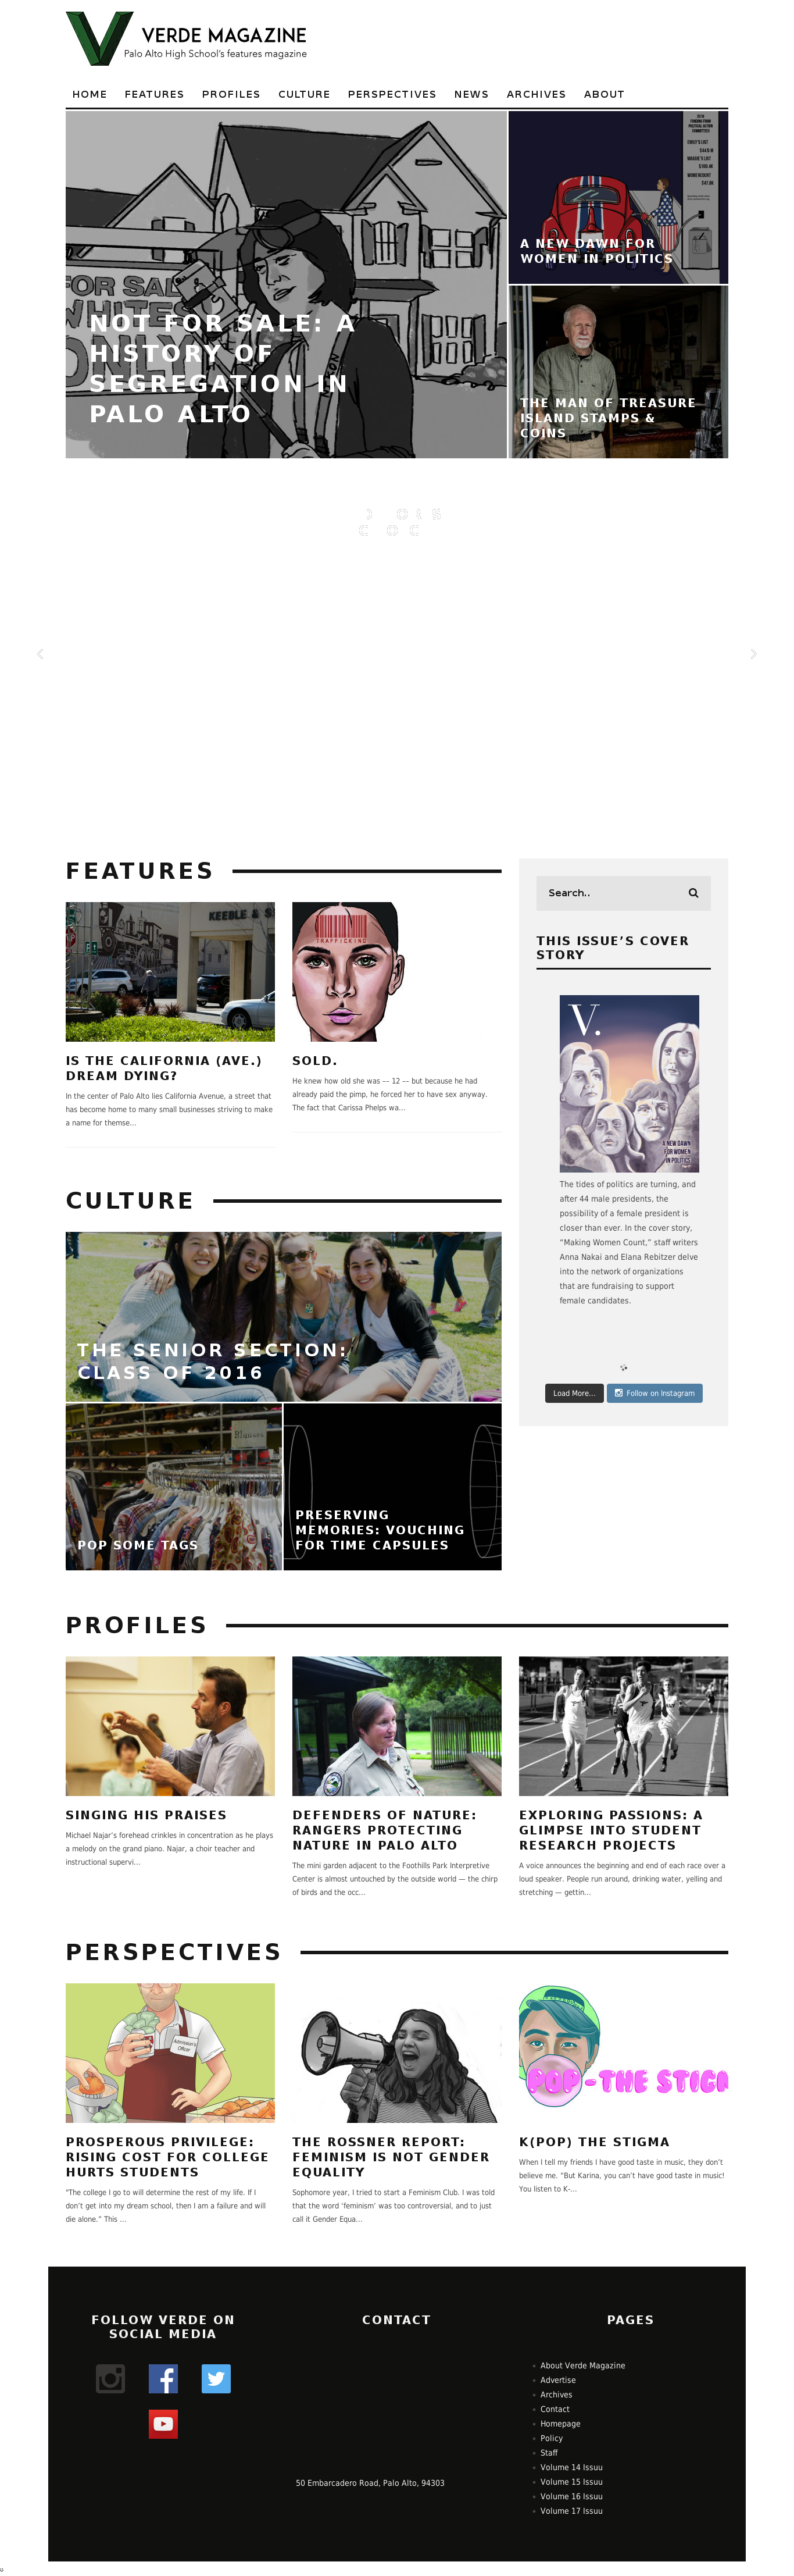 VERDE MAGAZINE
Palo Alto High School's features magazine
HOME FEATURES PROFILES CULTURE PERSPECTIVES NEWS ARCHIVES ABOUT
FOR SALE
NOT FOR SALE: A
HISTORY OF
SEGREGATION IN
PALO ALTO
A NEW DAWN FOR
WOMEN IN POLITICS
THE MAN OF TREASURE
ISLAND STAMPS &
COINS
FEATURES
KEEBLE & S
TRAFFICKING
IS THE CALIFORNIA (AVE.)
DREAM DYING?
In the center of Palo Alto lies California Avenue, a street that
has become home to many small businesses striving to make
a name for themse...
SOLD.
He knew how old she was -- 12 -- but because he had
already paid the pimp, he forced her to have sex anyway.
The fact that Carissa Phelps wa...
Search..
THIS ISSUE'S COVER
STORY
V.
A NEW DAWN
FOR WOMEN
IN POLITICS
The tides of politics are turning, and
after 44 male presidents, the
possibility of a female president is
closer than ever. In the cover story,
“Making Women Count,” staff writers
Anna Nakai and Elana Rebitzer delve
into the network of organizations
that are fundraising to support
female candidates.
Load More...
Follow on Instagram
CULTURE
THE SENIOR SECTION:
CLASS OF 2016
Blouses
POP SOME TAGS
PRESERVING
MEMORIES: VOUCHING
FOR TIME CAPSULES
PROFILES
SINGING HIS PRAISES
Michael Najar’s forehead crinkles in concentration as he plays
a melody on the grand piano. Najar, a choir teacher and
instructional supervi...
DEFENDERS OF NATURE:
RANGERS PROTECTING
NATURE IN PALO ALTO
The mini garden adjacent to the Foothills Park Interpretive
Center is almost untouched by the outside world — the chirp
of birds and the occ...
EXPLORING PASSIONS: A
GLIMPSE INTO STUDENT
RESEARCH PROJECTS
A voice announces the beginning and end of each race over a
loud speaker. People run around, drinking water, yelling and
stretching — gettin...
PERSPECTIVES
Admission's
Officer
POP-THE STIGM
PROSPEROUS PRIVILEGE:
RISING COST FOR COLLEGE
HURTS STUDENTS
"The college I go to will determine the rest of my life. If I
don’t get into my dream school, then I am a failure and will
die alone.” This ...
THE ROSSNER REPORT:
FEMINISM IS NOT GENDER
EQUALITY
Sophomore year, I tried to start a Feminism Club. I was told
that the word ‘feminism’ was too controversial, and to just
call it Gender Equa...
K(POP) THE STIGMA
When I tell my friends I have good taste in music, they don’t
believe me. “But Karina, you can’t have good taste in music!
You listen to K-...
FOLLOW VERDE ON
SOCIAL MEDIA
CONTACT
50 Embarcadero Road, Palo Alto, 94303
PAGES
About Verde Magazine
Advertise
Archives
Contact
Homepage
Policy
Staff
Volume 14 Issuu
Volume 15 Issuu
Volume 16 Issuu
Volume 17 Issuu